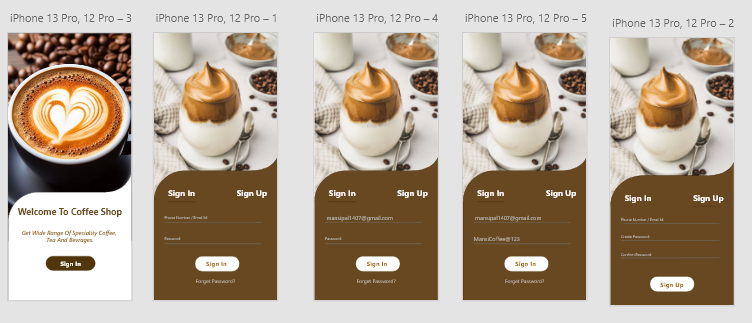 iPhone 13 Pro, 12 Pro – 3
Welcome To Coffee Shop
Get Wide Range Of Speciality Coffee,
Tea And Bevrages.
Sign In
iPhone 13 Pro, 12 Pro – 1
Sign In Sign Up
Phone Number / Email Id
Password
Sign In
Forget Password?
iPhone 13 Pro, 12 Pro – 4
Sign In Sign Up
mansipal1407@gmail.com
Password
Sign In
Forget Password?
iPhone 13 Pro, 12 Pro – 5
Sign In Sign Up
mansipal1407@gmail.com
MansiCoffee@123
Sign In
Forget Password?
iPhone 13 Pro, 12 Pro – 2
Sign In Sign Up
Phone Number / Email Id
Create Password
Confirm Password
Sign Up